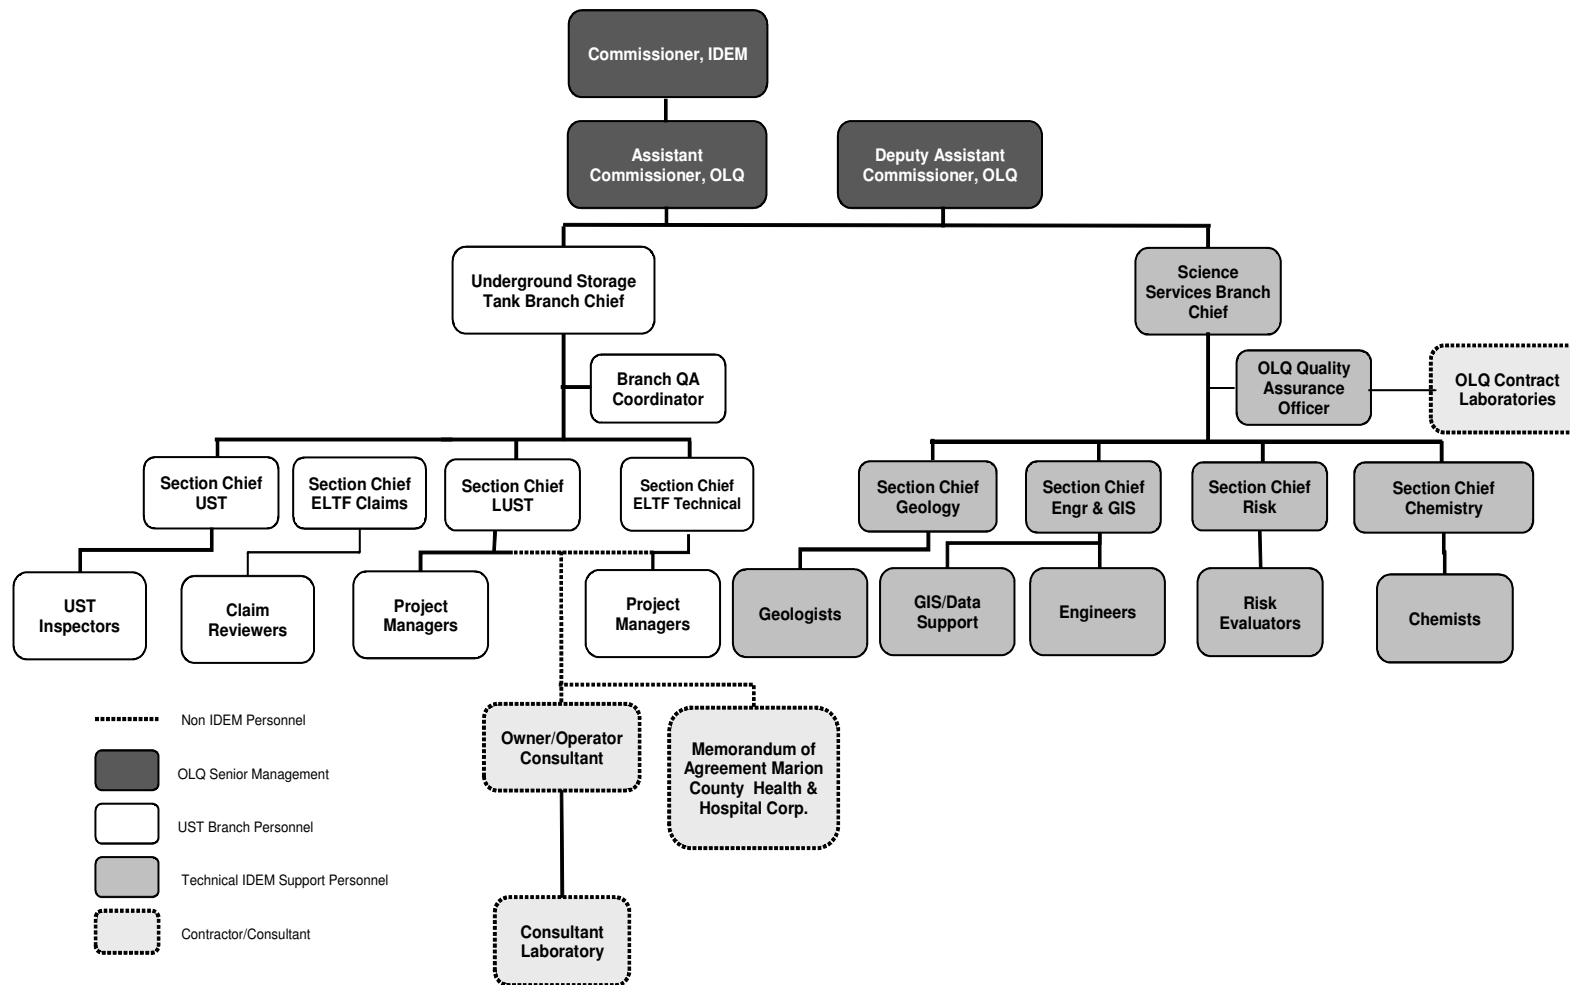 Commissioner, IDEM
Assistant
Commissioner, OLQ
Deputy Assistant
Commissioner, OLQ
Underground Storage
Tank Branch Chief
Science
Services Branch
Chief
Branch QA
Coordinator
OLQ Quality
Assurance
Officer
OLQ Contract
Laboratories
Section Chief
UST
Section Chief
ELTF Claims
Section Chief
LUST
Section Chief
ELTF Technical
Section Chief
Geology
Section Chief
Engr & GIS
Section Chief
Risk
Section Chief
Chemistry
UST
Inspectors
Claim
Reviewers
Project
Managers
Project
Managers
Geologists
GIS/Data
Support
Engineers
Risk
Evaluators
Chemists
Owner/Operator
Consultant
Memorandum of
Agreement Marion
County Health &
Hospital Corp.
Consultant
Laboratory
Non IDEM Personnel
OLQ Senior Management
UST Branch Personnel
Technical IDEM Support Personnel
Contractor/Consultant